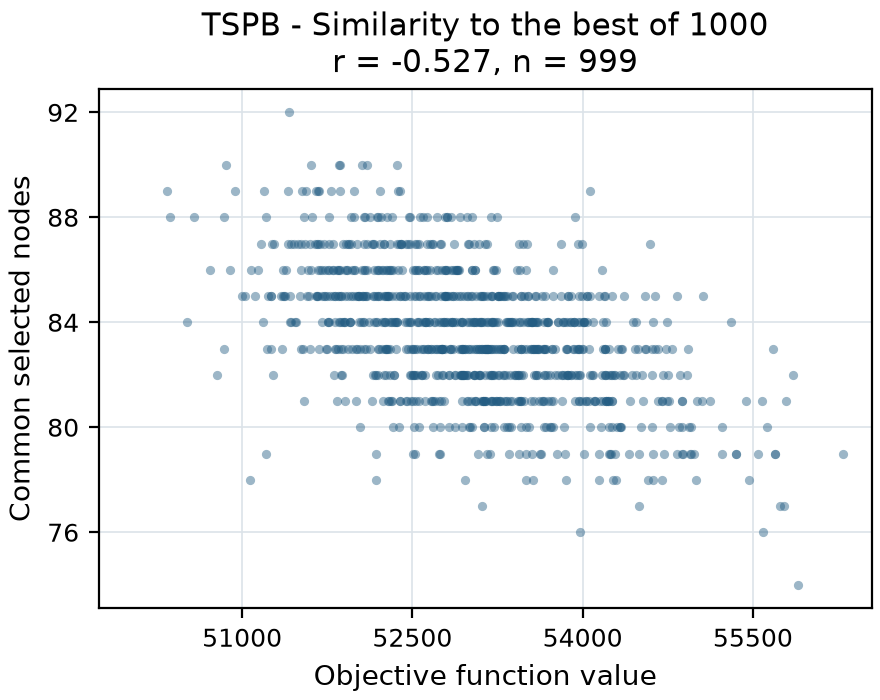 TSPB - Similarity to the best of 1000
r = -0.527, n = 999
92
88
84
80
76
Common selected nodes
51000
52500
54000
55500
Objective function value